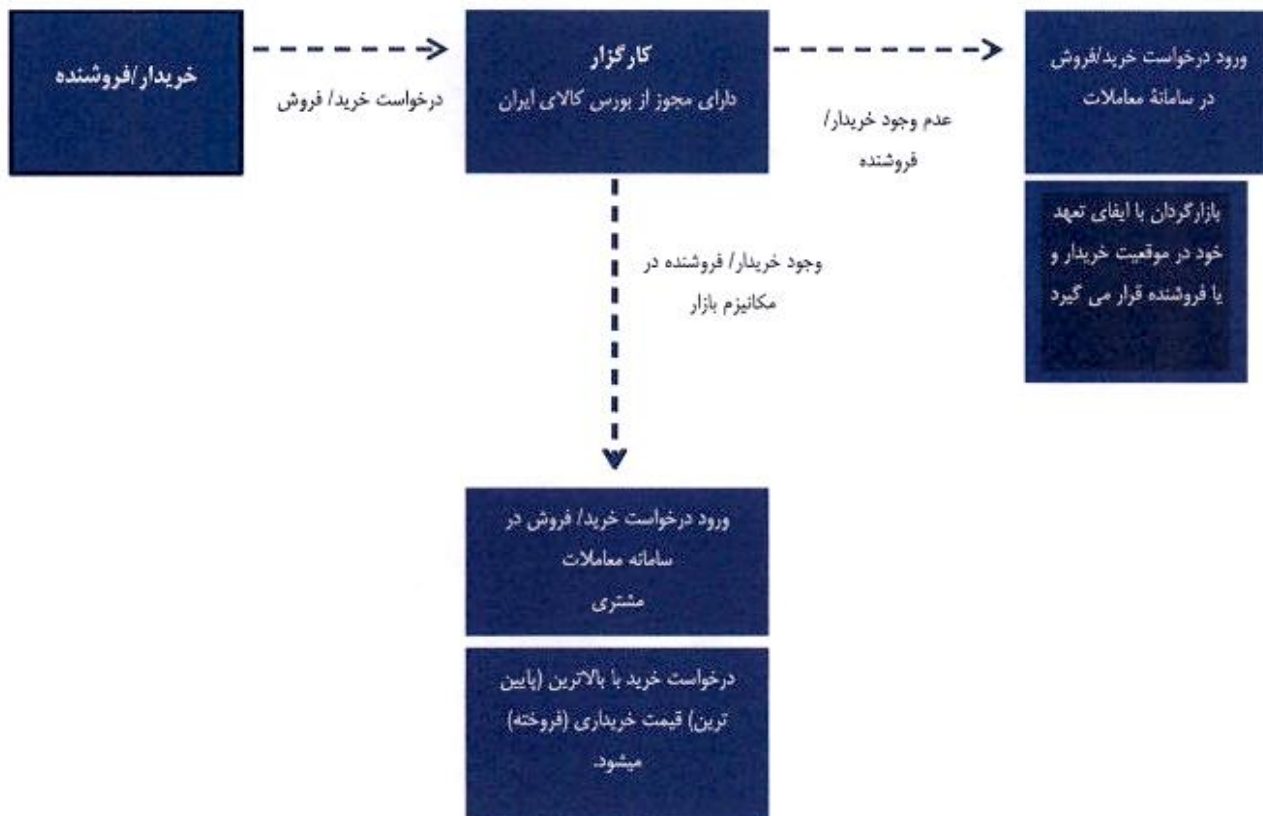 خریدار/فروشنده
درخواست خرید/ فروش
کارگزار
دارای مجوز از بورس کالای ایران
عدم وجود خریدار/
فروشنده
ورود درخواست خرید/فروش
در سامانهٔ معاملات
بازارگردان با ایفای تعهد
خود در موقعیت خریدار و
یا فروشنده قرار می گیرد
وجود خریدار/ فروشنده در
مکانیزم بازار
ورود درخواست خرید/ فروش در
سامانه معاملات
مشتری
درخواست خرید با بالاترین (پایین
ترین) قیمت خریداری (فروخته)
میشود.